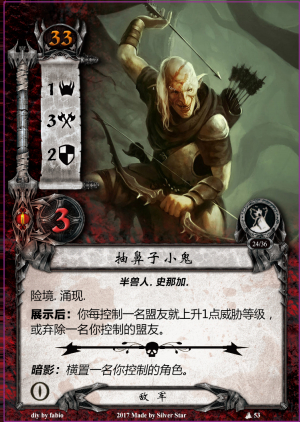 33
1
3
2
3
24/36
抽鼻子小鬼
半兽人. 史那加.
险境. 涌现.
展示后：你每控制一名盟友就上升1点威胁等级，
或弃除一名你控制的盟友。
暗影：横置一名你控制的角色。
敌 军
diy by fabio
2017 Made by Silver Star
53